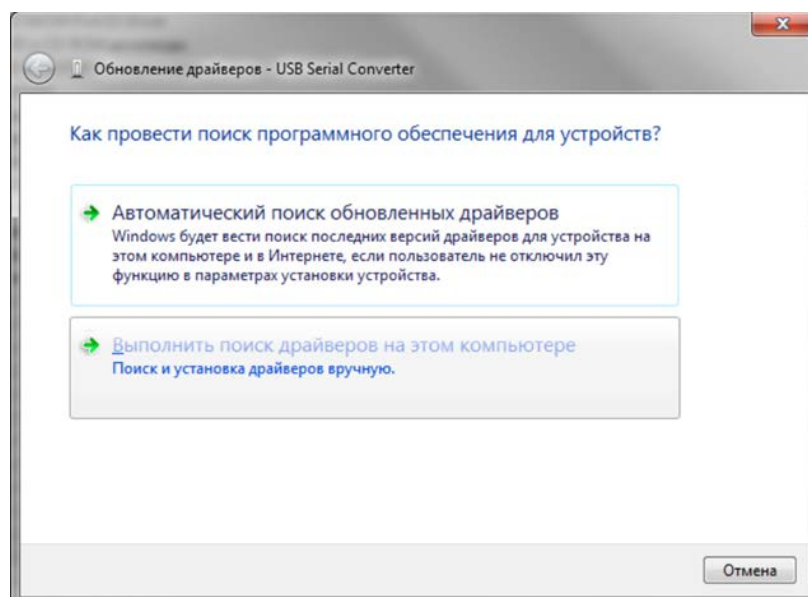 Обновление драйверов - USB Serial Converter
Как провести поиск программного обеспечения для устройств?
Автоматический поиск обновленных драйверов
Windows будет вести поиск последних версий драйверов для устройства на
этом компьютере и в Интернете, если пользователь не отключил эту
функцию в параметрах установки устройства.
Выполнить поиск драйверов на этом компьютере
Поиск и установка драйверов вручную.
Отмена